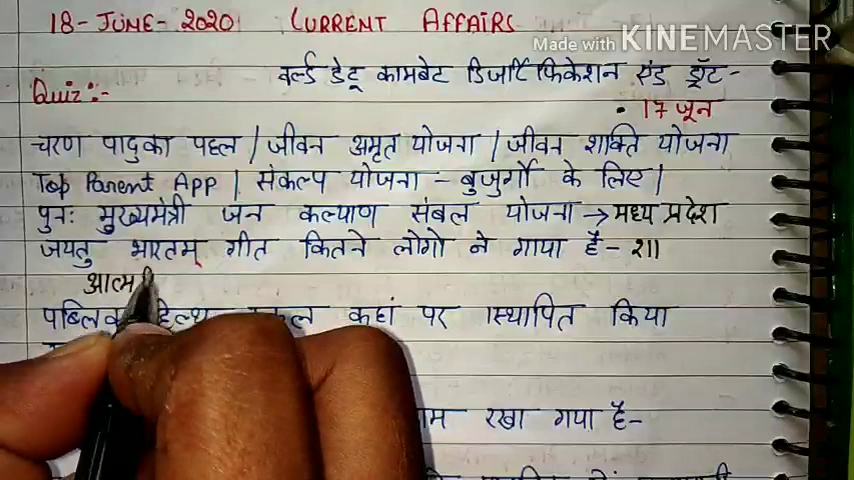 18-JUNE-2020 CURRENT AFFAIRS
Made with KINEMASTER
वर्ल्ड डे टू कामबेट डिजर्टिफिकेशन एंड ड्रॉट-
Quiz:-
• 17 जून
चरण पादुका पहल / जीवन अमृत योजना / जीवन शक्ति योजना
Top Parent App | संकल्प योजना - बुजुर्गो के लिए |
पुनः मुख्यमंत्री जन कल्याण संबल योजना → मध्य प्रदेश
जयतु भारतम् गीत कितने लोगो ने गाया है - 211
आत्म
पब्लिक हेल्थ स्कूल कहां पर स्थापित किया
रखा गया है-